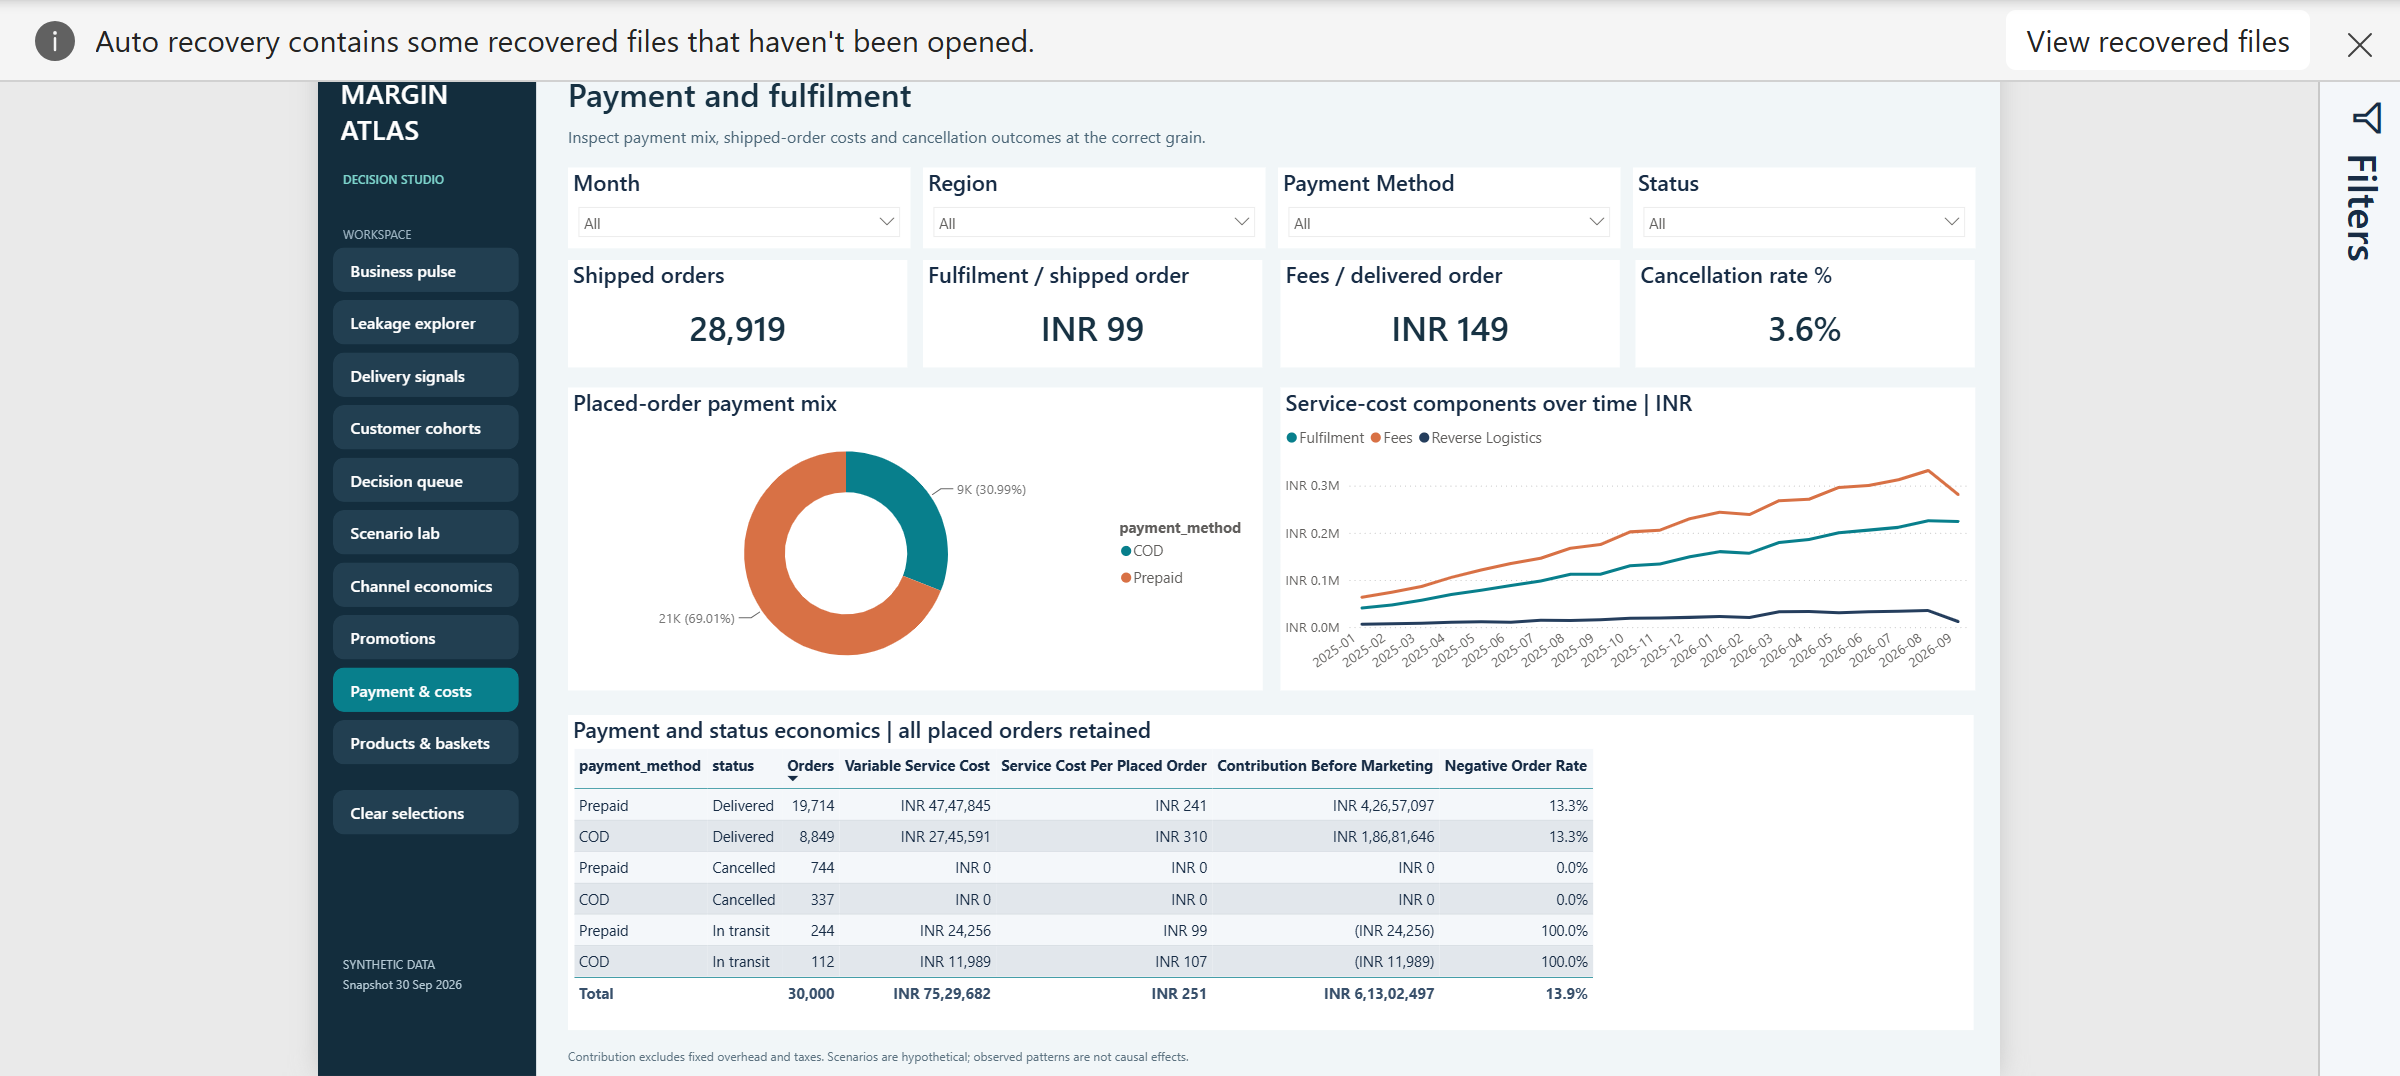 Auto recovery contains some recovered files that haven't been opened.
View recovered files
MARGIN
ATLAS
DECISION STUDIO
WORKSPACE
Business pulse
Leakage explorer
Delivery signals
Customer cohorts
Decision queue
Scenario lab
Channel economics
Promotions
Payment & costs
Products & baskets
Clear selections
SYNTHETIC DATA
Snapshot 30 Sep 2026
Payment and fulfilment
Inspect payment mix, shipped-order costs and cancellation outcomes at the correct grain.
Month
All
Region
All
Payment Method
All
Status
All
Shipped orders
28,919
Fulfilment / shipped order
INR 99
Fees / delivered order
INR 149
Cancellation rate %
3.6%
Placed-order payment mix
9K (30.99%)
21K (69.01%)
payment_method
COD
Prepaid
Service-cost components over time | INR
Fulfilment Fees Reverse Logistics
INR 0.3M
INR 0.2M
INR 0.1M
INR 0.0M
2025-01 2025-02 2025-03 2025-04 2025-05 2025-06 2025-07 2025-08 2025-09 2025-10 2025-11 2025-12 2026-01 2026-02 2026-03 2026-04 2026-05 2026-06 2026-07 2026-08 2026-09
Payment and status economics | all placed orders retained
payment_method status Orders Variable Service Cost Service Cost Per Placed Order Contribution Before Marketing Negative Order Rate
Prepaid Delivered 19,714 INR 47,47,845 INR 241 INR 4,26,57,097 13.3%
COD Delivered 8,849 INR 27,45,591 INR 310 INR 1,86,81,646 13.3%
Prepaid Cancelled 744 INR 0 INR 0 INR 0 0.0%
COD Cancelled 337 INR 0 INR 0 INR 0 0.0%
Prepaid In transit 244 INR 24,256 INR 99 (INR 24,256) 100.0%
COD In transit 112 INR 11,989 INR 107 (INR 11,989) 100.0%
Total 30,000 INR 75,29,682 INR 251 INR 6,13,02,497 13.9%
Contribution excludes fixed overhead and taxes. Scenarios are hypothetical; observed patterns are not causal effects.
Filters